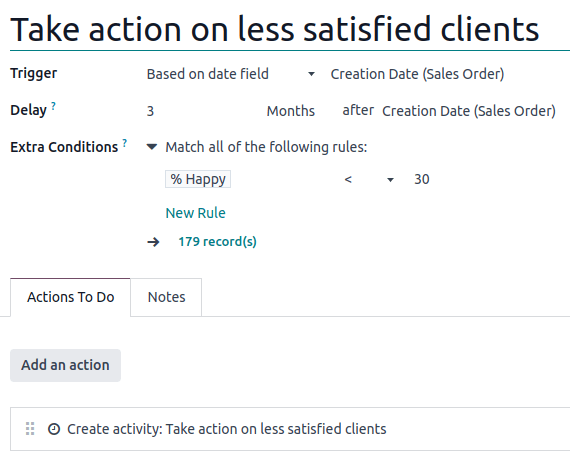 Take action on less satisfied clients
Trigger Based on date field Creation Date (Sales Order)
Delay ? 3 Months after Creation Date (Sales Order)
Extra Conditions ? Match all of the following rules:
% Happy < 30
New Rule
179 record(s)
Actions To Do Notes
Add an action
Create activity: Take action on less satisfied clients